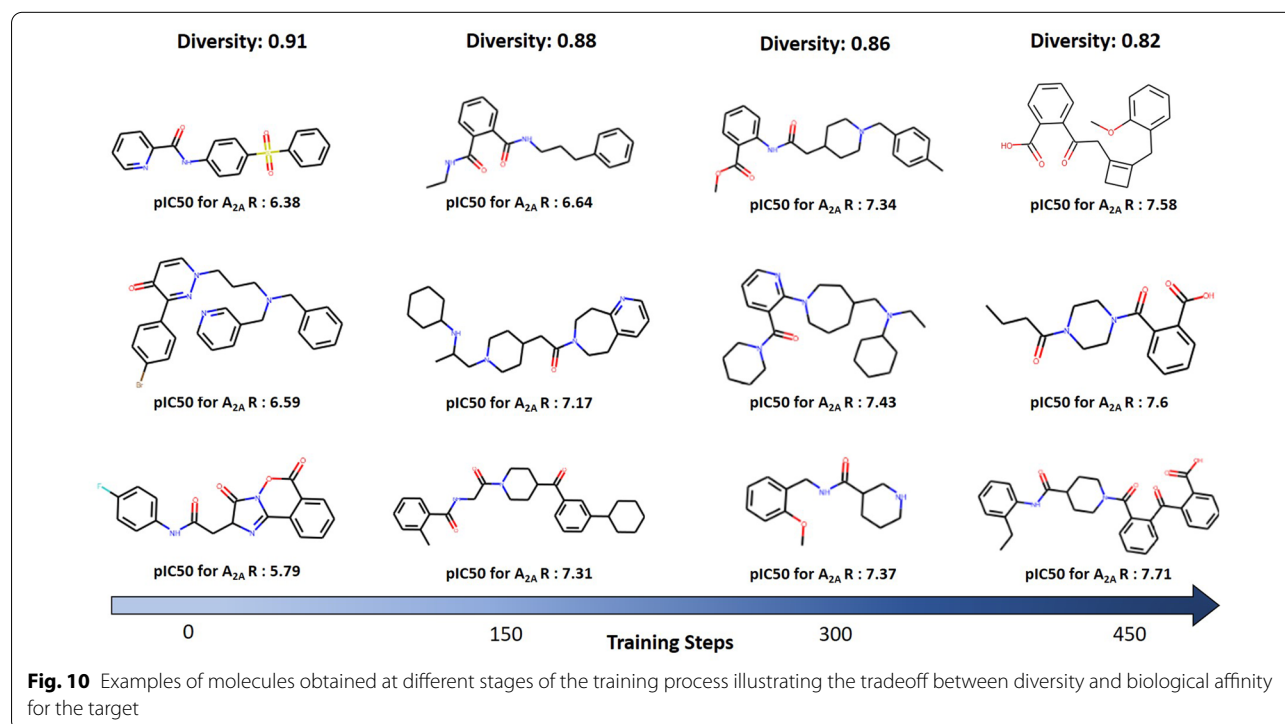 Diversity: 0.91 Diversity: 0.88 Diversity: 0.86 Diversity: 0.82
pIC50 for A2A R : 6.38 pIC50 for A2A R : 6.64 pIC50 for A2A R : 7.34 pIC50 for A2A R : 7.58
pIC50 for A2A R : 6.59 pIC50 for A2A R : 7.17 pIC50 for A2A R : 7.43 pIC50 for A2A R : 7.6
pIC50 for A2A R : 5.79 pIC50 for A2A R : 7.31 pIC50 for A2A R : 7.37 pIC50 for A2A R : 7.71
0 150 300 450
Training Steps
Fig. 10 Examples of molecules obtained at different stages of the training process illustrating the tradeoff between diversity and biological affinity
for the target